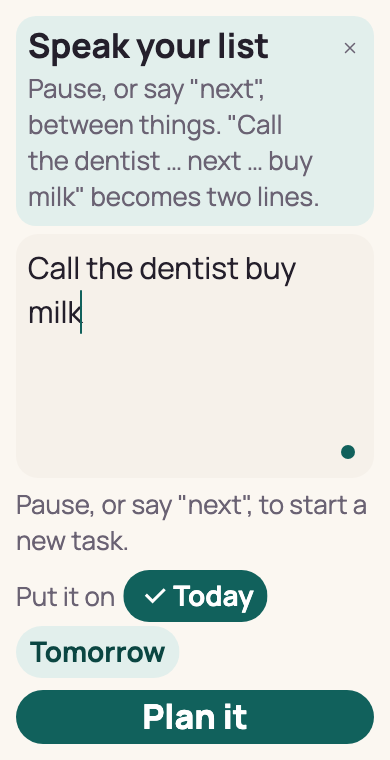 Speak your list
Pause, or say "next",
between things. "Call
the dentist ... next ... buy
milk" becomes two lines.
Call the dentist buy
milk
Pause, or say "next", to start a
new task.
Put it on ✓ Today
Tomorrow
Plan it